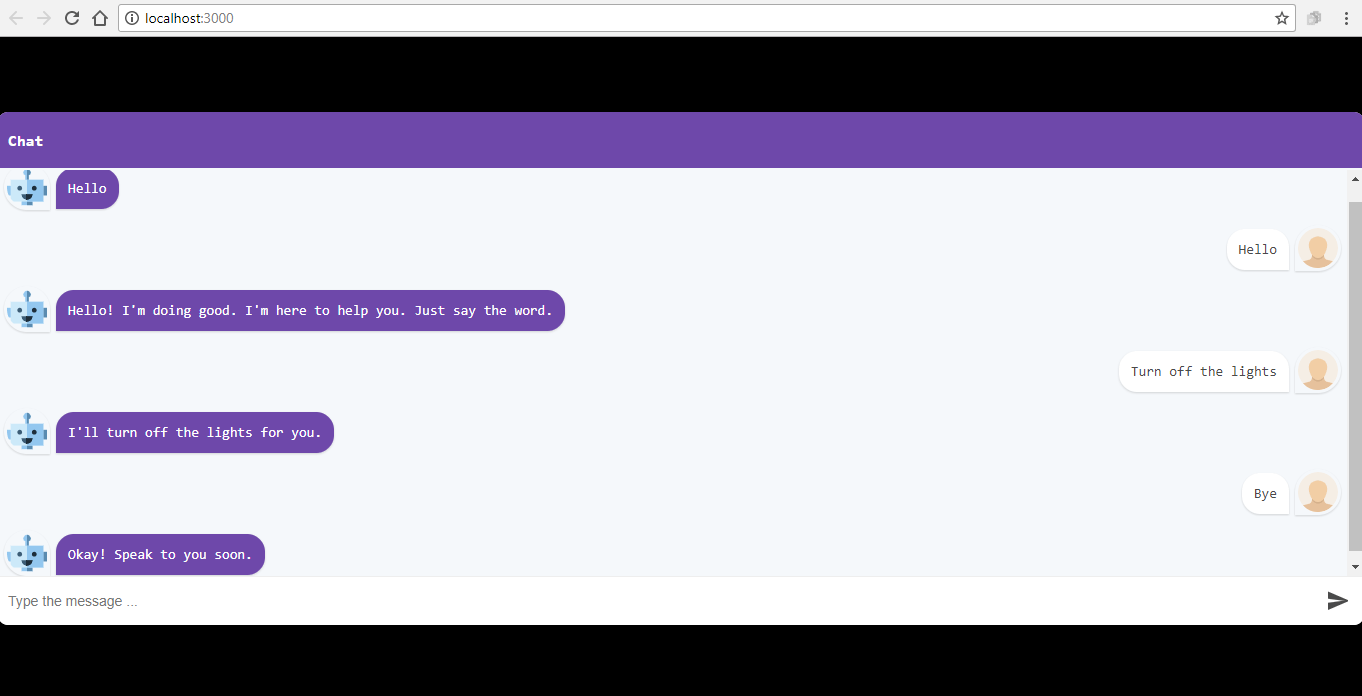 localhost:3000
Chat
Hello
Hello
Hello! I'm doing good. I'm here to help you. Just say the word.
Turn off the lights
I'll turn off the lights for you.
Bye
Okay! Speak to you soon.
Type the message ...